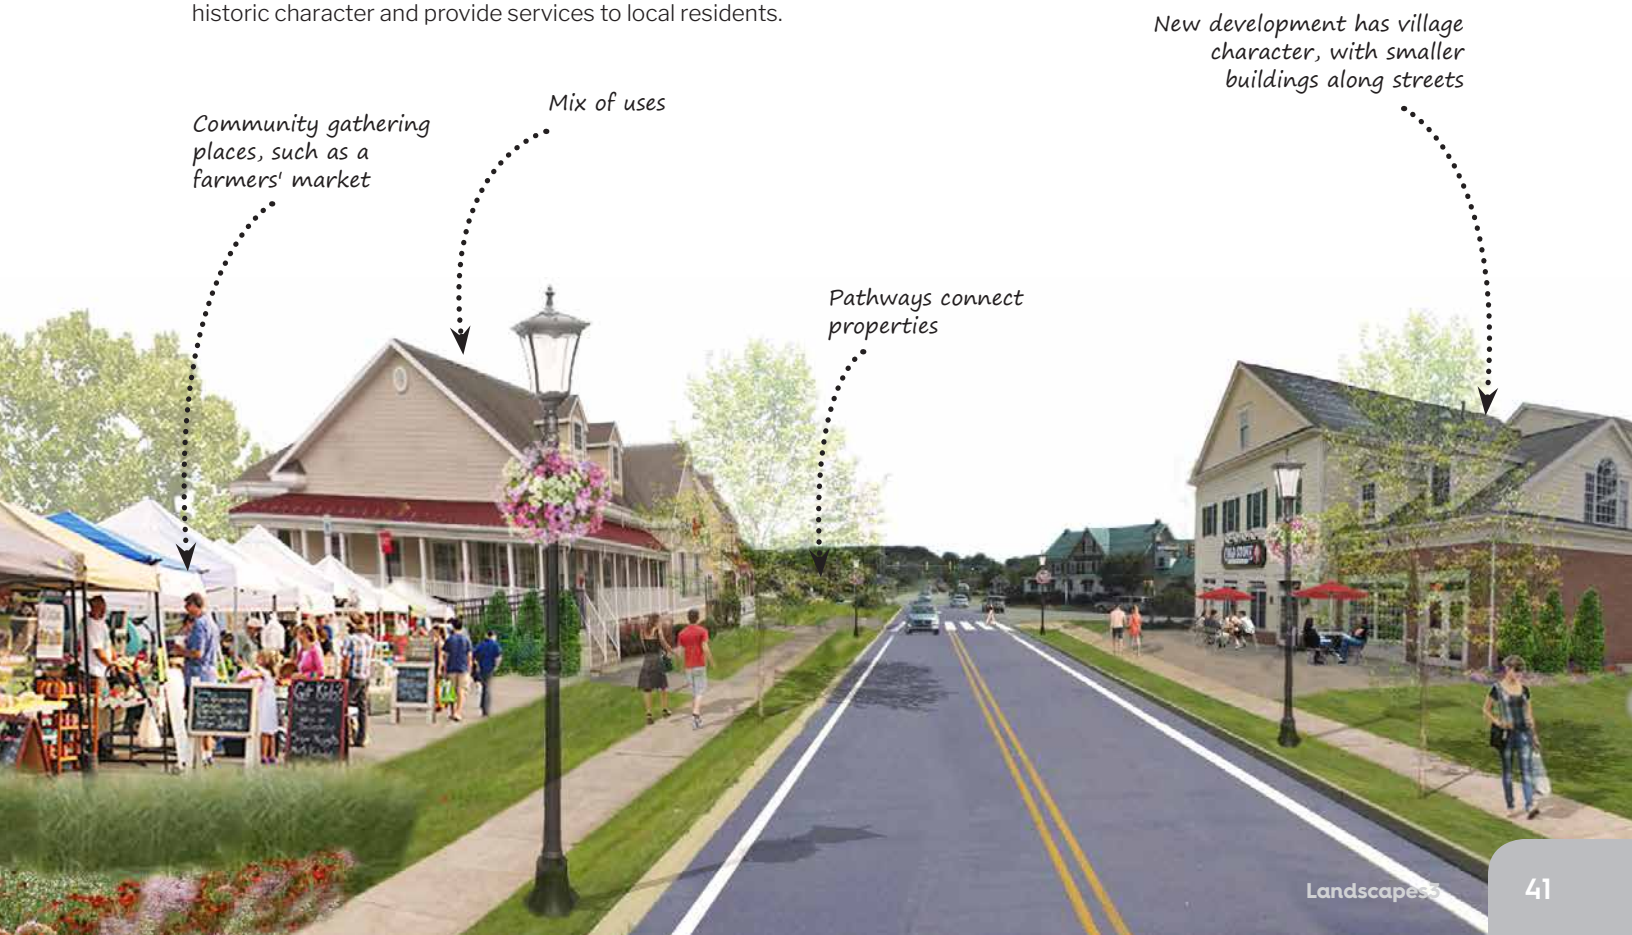 historic character and provide services to local residents.
New development has village
character, with smaller
buildings along streets
Mix of uses
Community gathering
places, such as a
farmers' market
Pathways connect
properties
Landscapes3
41